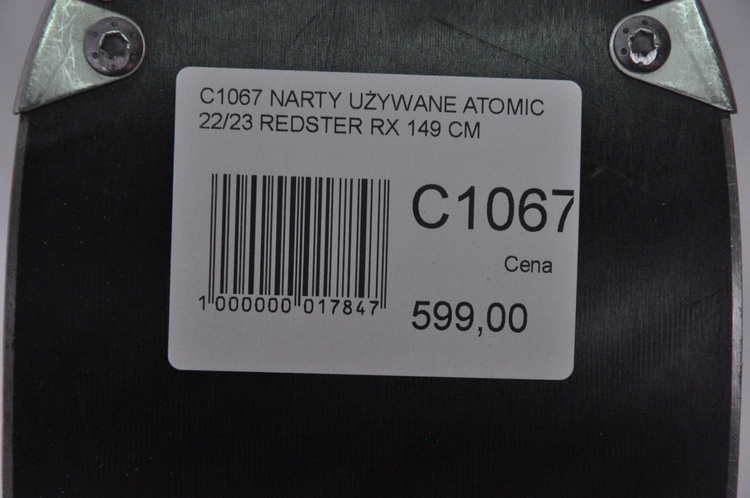 C1067 NARTY UŻYWANE ATOMIC
22/23 REDSTER RX 149 CM
C1067
Cena
1 000000 017847
599,00